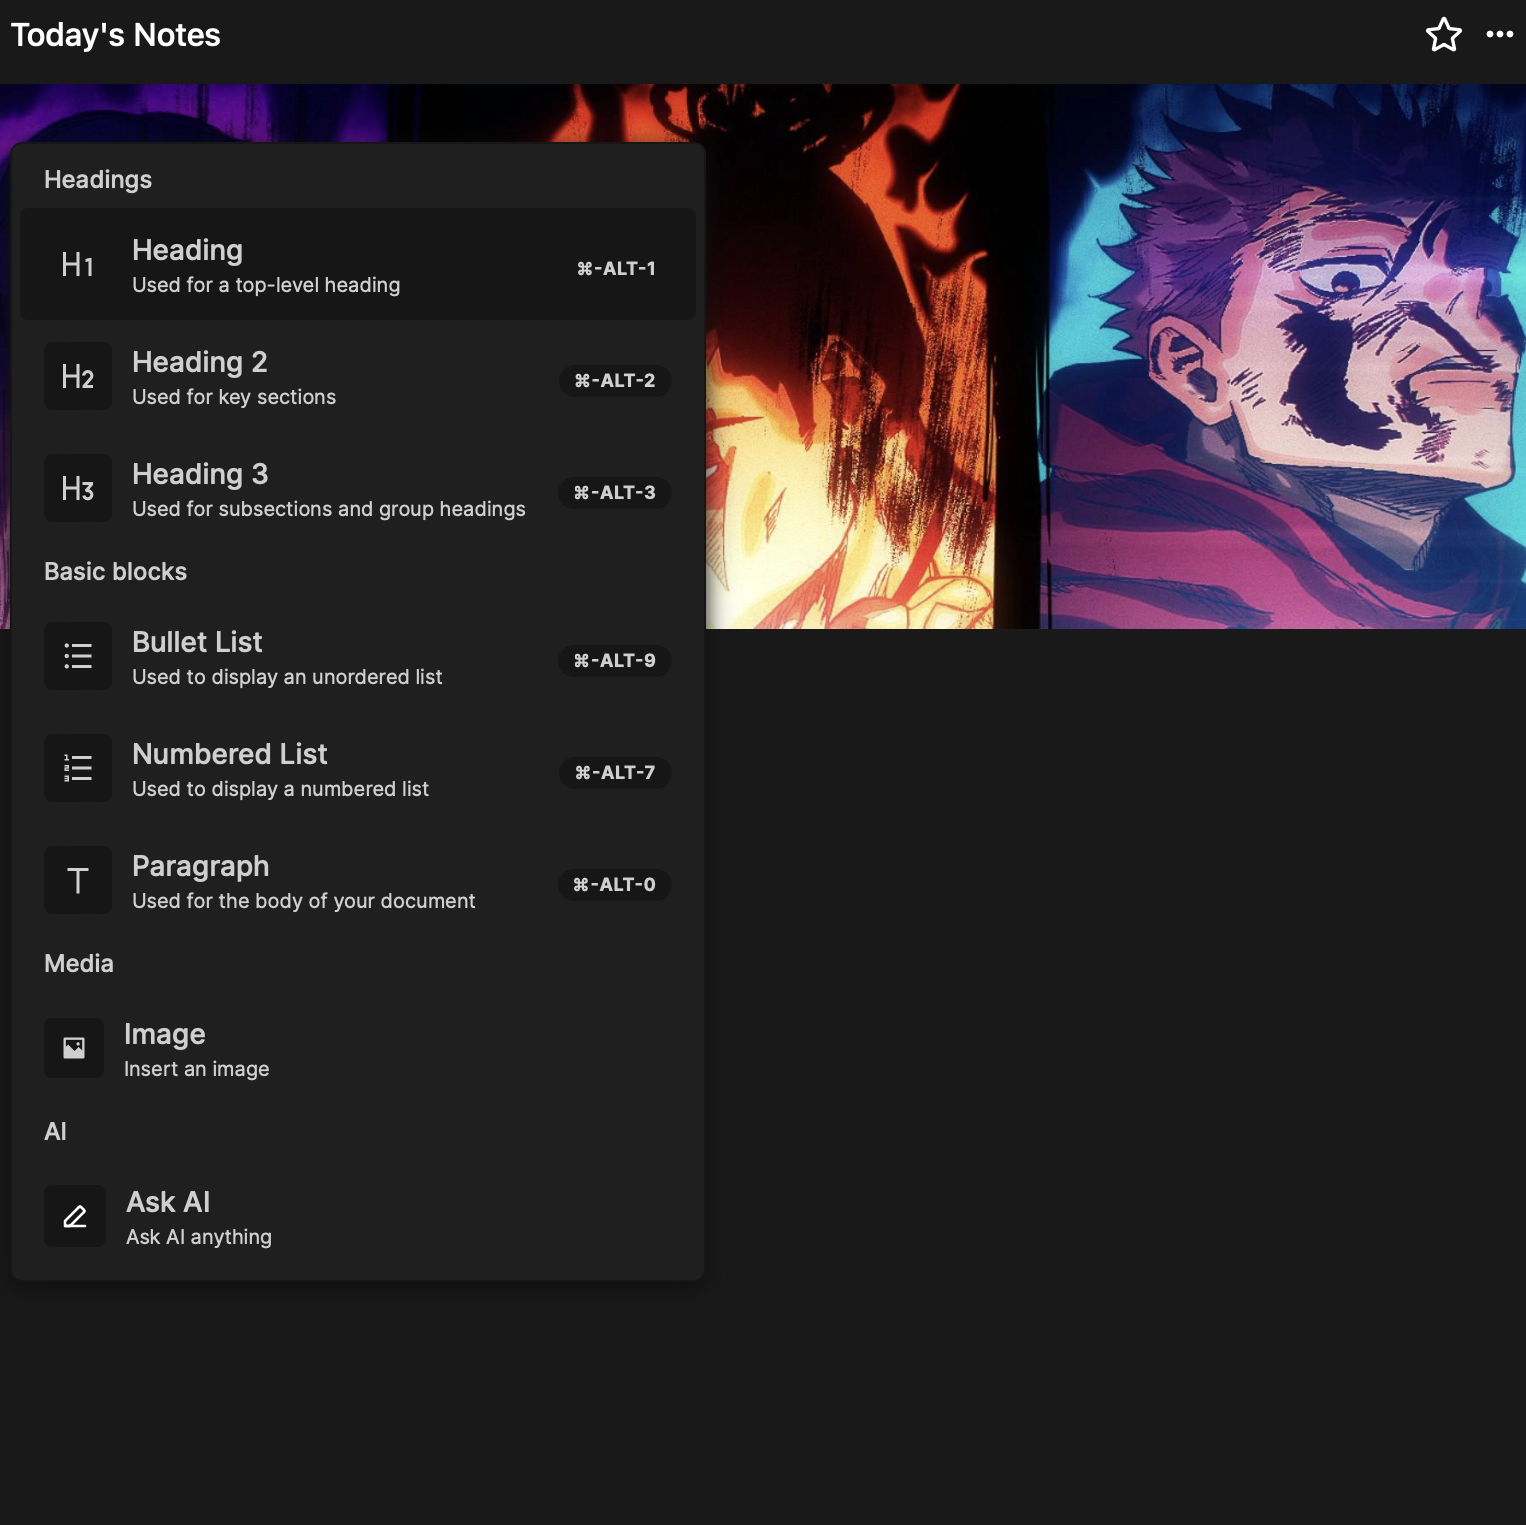 Today's Notes
Headings
H1
Heading
Used for a top-level heading
⌘-ALT-1
H2
Heading 2
Used for key sections
⌘-ALT-2
H3
Heading 3
Used for subsections and group headings
⌘-ALT-3
Basic blocks
Bullet List
Used to display an unordered list
⌘-ALT-9
1
2
3
Numbered List
Used to display a numbered list
⌘-ALT-7
T
Paragraph
Used for the body of your document
⌘-ALT-0
Media
Image
Insert an image
AI
Ask AI
Ask AI anything